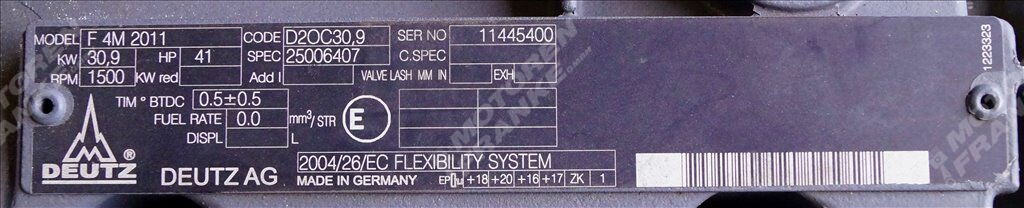 MODEL F 4M 2011 CODE D2OC30,9 SER NO 11445400
KW 30,9 HP 41 SPEC 25006407 C.SPEC
RPM 1500 KW red Add I VALVE LASH MM IN EXH
TIM ° BTDC 0.5±0.5
FUEL RATE 0.0 mm³/STR E
DISPL L
DEUTZ DEUTZ AG 2004/26/EC FLEXIBILITY SYSTEM
MADE IN GERMANY +18 +20 +16 +17 ZK 1
1223323
MOTOREN
FRANKE